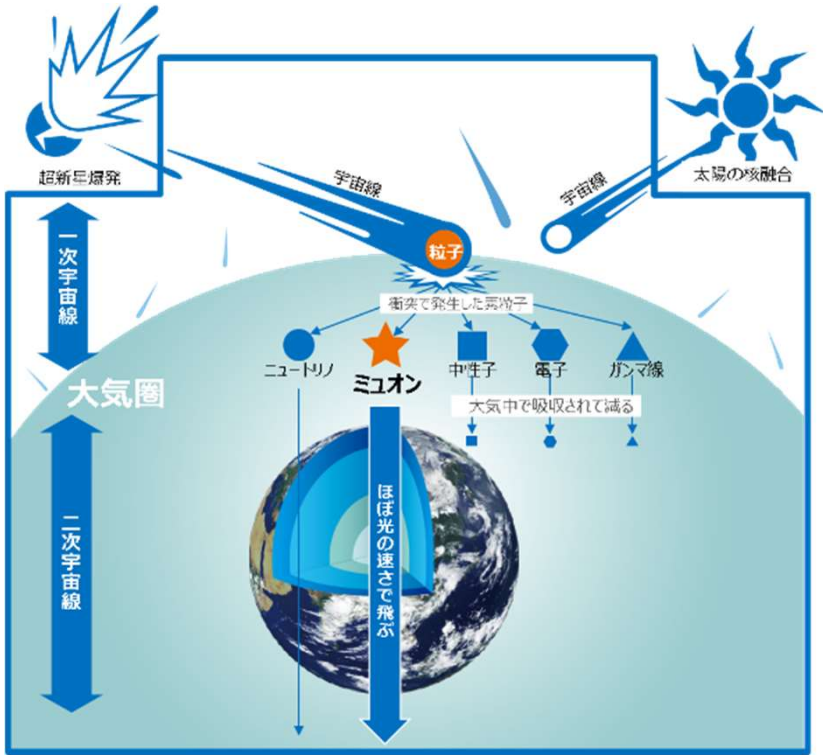 超新星爆発
太陽の核融合
宇宙線
宇宙線
粒子
一次宇宙線
衝突で発生した素粒子
ニュートリノ
ミュオン
中性子
電子
ガンマ線
大気圏
大気中で吸収されて減る
ほぼ光の速さで飛ぶ
二次宇宙線